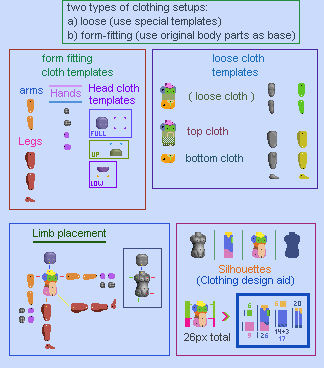 two types of clothing setups:
a) loose (use special templates)
b) form-fitting (use original body parts as base)
form fitting
cloth templates
arms
Hands
Head cloth
templates
FULL
UP
LOW
Legs
loose cloth
templates
( loose cloth )
top cloth
bottom cloth
Limb placement
Silhouettes
(Clothing design aid)
26px total
6
6
20
9
26
14+3
17